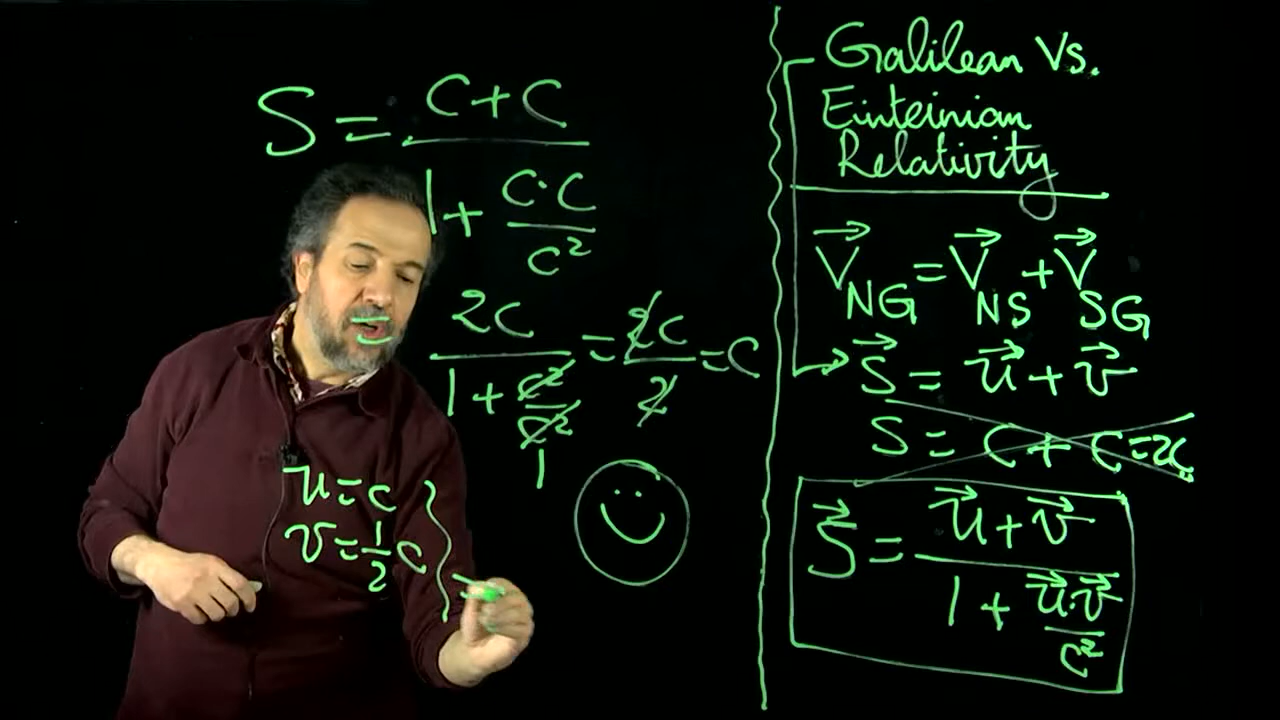 S = C + C
1 + C·C
C²
2C = 2C = C
1 + C² 2
C²
1
u = C
v = 1/2 C
Galilean Vs.
Einteinian
Relativity
V⃗NG = V⃗NS + V⃗SG
S⃗ = u⃗ + v⃗
S = C + C = 2C
S⃗ = u⃗ + v⃗
1 + u⃗·v⃗
C²